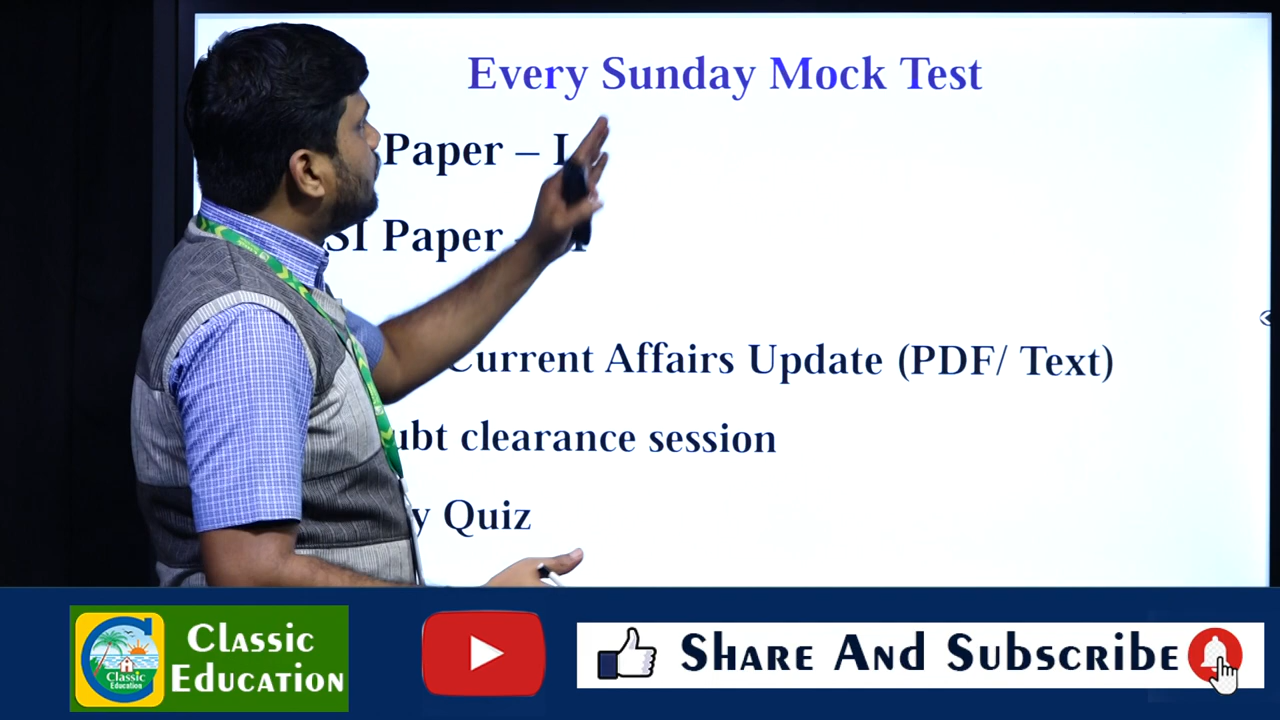 Every Sunday Mock Test
Paper – I
SI Paper
Current Affairs Update (PDF/ Text)
clearance session
Quiz
Classic
Education
Classic
Education
Share And Subscribe